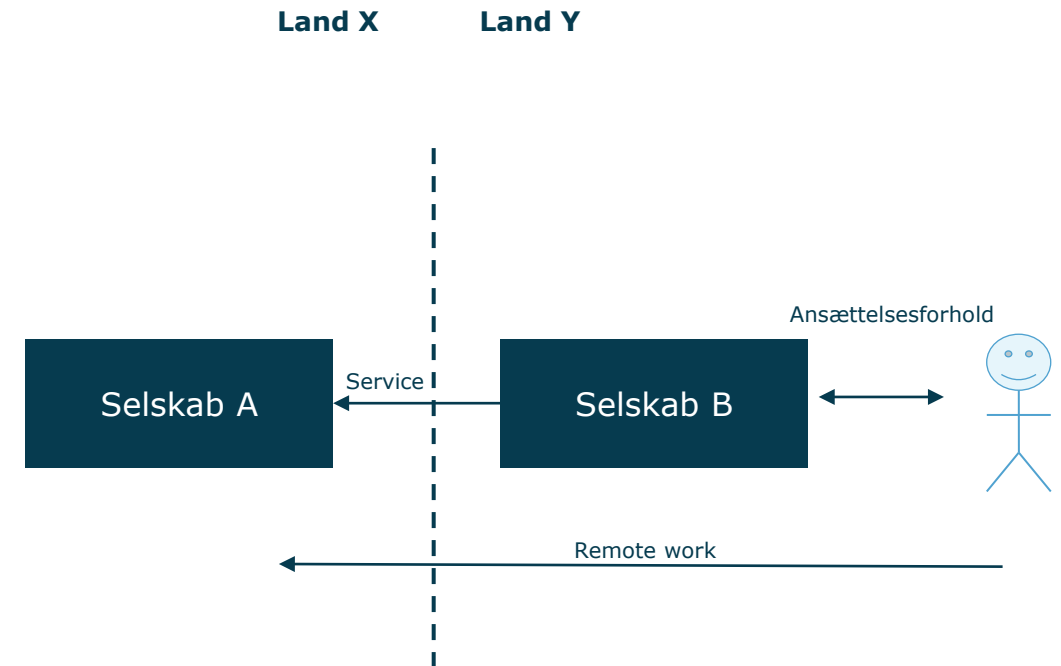 Land X
Land Y
Ansættelsesforhold
Service
Selskab A
Selskab B
Remote work